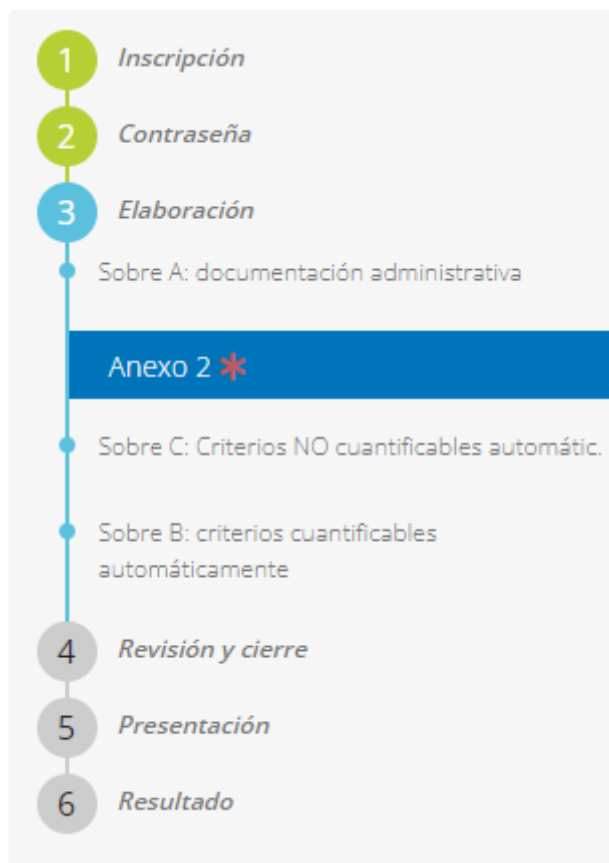 1 Inscripción
2 Contraseña
3 Elaboración
Sobre A: documentación administrativa
Anexo 2 *
Sobre C: Criterios NO cuantificables automátic.
Sobre B: criterios cuantificables
automáticamente
4 Revisión y cierre
5 Presentación
6 Resultado